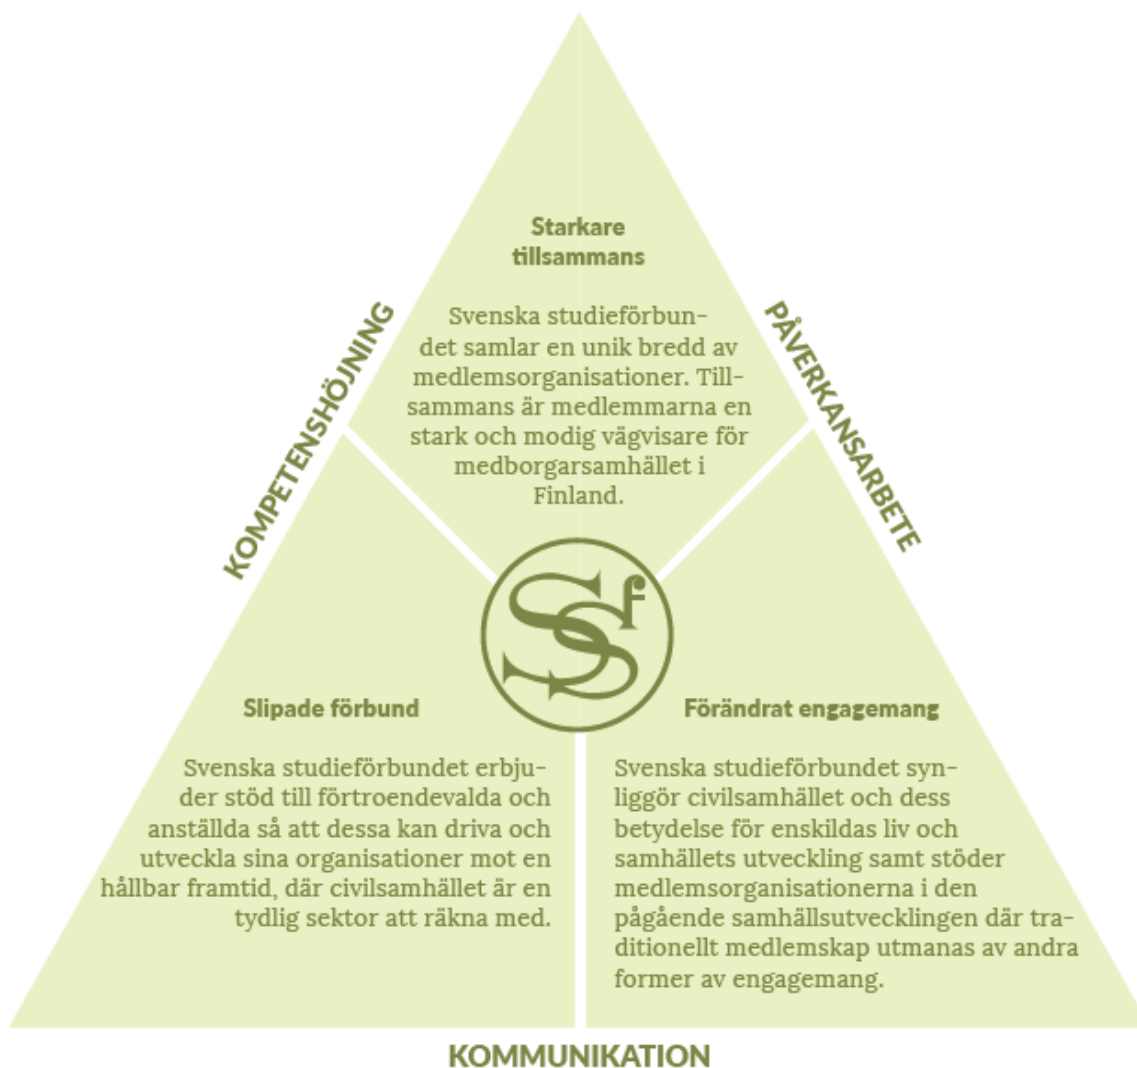 Starkare
tillsammans
Svenska studieförbun-
det samlar en unik bredd av
medlemsorganisationer. Till-
sammans är medlemmarna en
stark och modig vägvisare för
medborgarsamhället i
Finland.
KOMPETENSHÖJNING
PÅVERKANSARBETE
SSf
Slipade förbund
Svenska studieförbundet erbju-
der stöd till förtroendevalda och
anställda så att dessa kan driva och
utveckla sina organisationer mot en
hållbar framtid, där civilsamhället är en
tydlig sektor att räkna med.
Förändrat engagemang
Svenska studieförbundet syn-
liggör civilsamhället och dess
betydelse för enskildas liv och
samhällets utveckling samt stöder
medlemsorganisationerna i den
pågående samhällsutvecklingen där tra-
ditionellt medlemskap utmanas av andra
former av engagemang.
KOMMUNIKATION